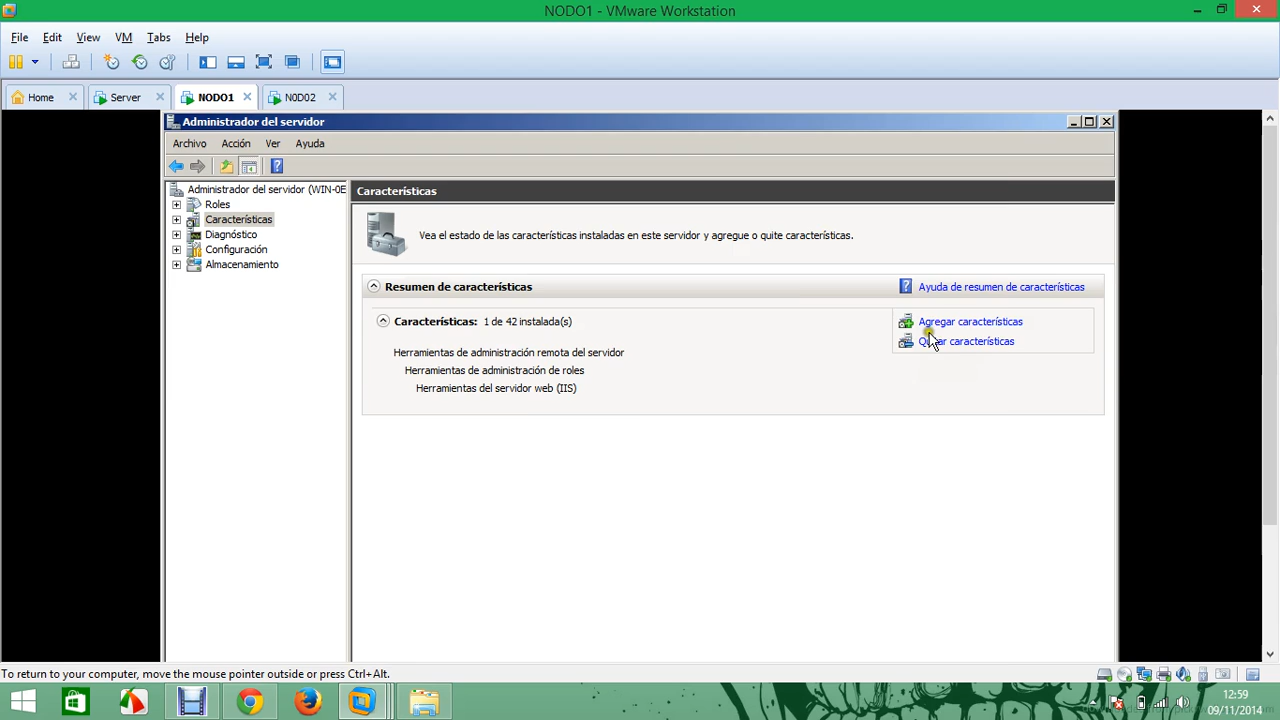 NODO1 - VMware Workstation
File Edit View VM Tabs Help
Home Server NODO1 N0D02
Administrador del servidor
Archivo Acción Ver Ayuda
Administrador del servidor (WIN-0E
Roles
Características
Diagnóstico
Configuración
Almacenamiento
Características
Vea el estado de las características instaladas en este servidor y agregue o quite características.
Resumen de características
Ayuda de resumen de características
Características: 1 de 42 instalada(s)
Agregar características
Quitar características
Herramientas de administración remota del servidor
Herramientas de administración de roles
Herramientas del servidor web (IIS)
To return to your computer, move the mouse pointer outside or press Ctrl+Alt.
12:59
09/11/2014